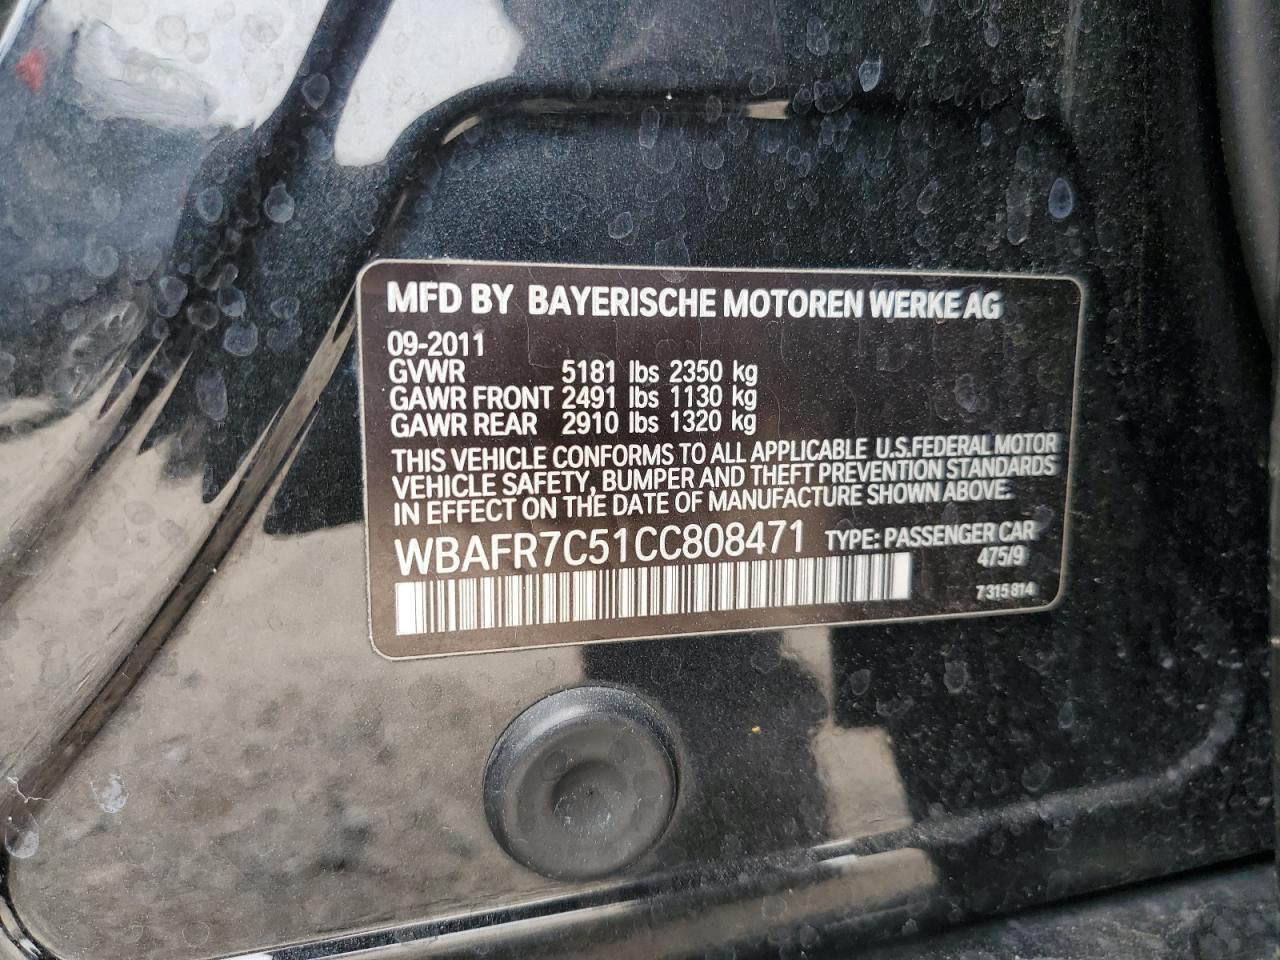 MFD BY BAYERISCHE MOTOREN WERKE AG
09-2011
GVWR 5181 lbs 2350 kg
GAWR FRONT 2491 lbs 1130 kg
GAWR REAR 2910 lbs 1320 kg
THIS VEHICLE CONFORMS TO ALL APPLICABLE U.S.FEDERAL MOTOR
VEHICLE SAFETY, BUMPER AND THEFT PREVENTION STANDARDS
IN EFFECT ON THE DATE OF MANUFACTURE SHOWN ABOVE.
WBAFR7C51CC808471 TYPE: PASSENGER CAR
475/9
7 315 814